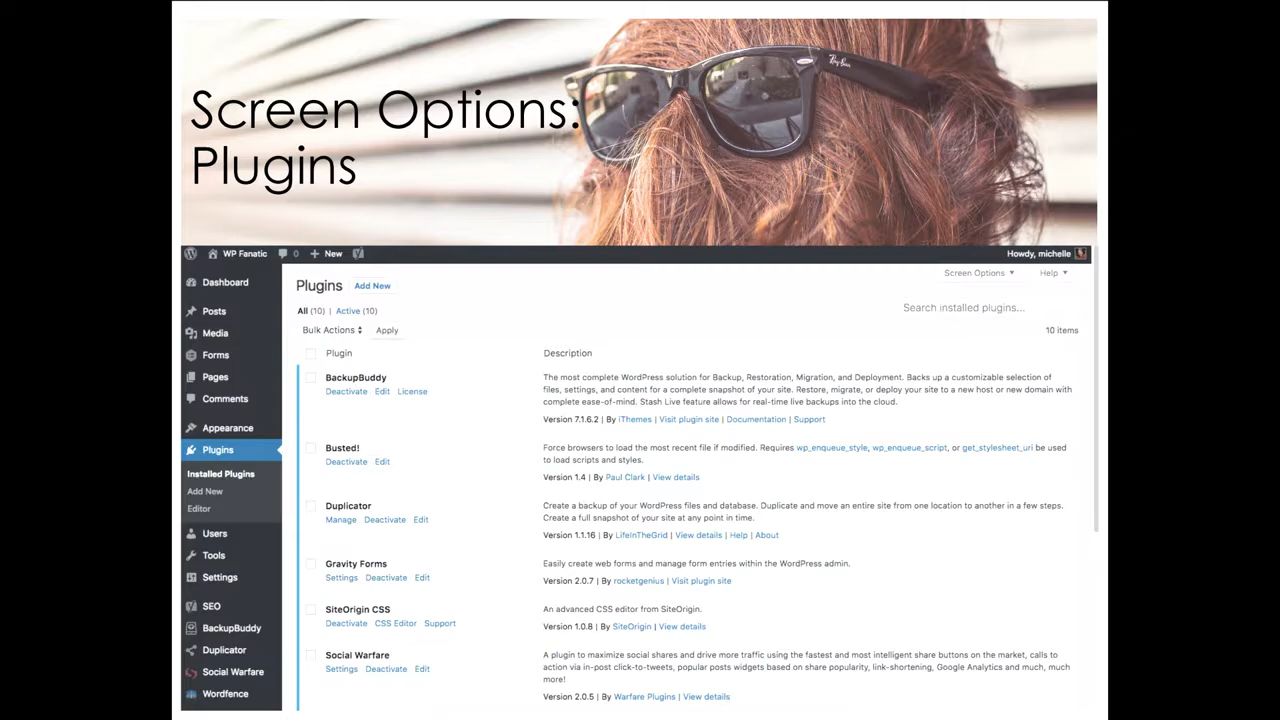 Screen Options:
Plugins
Ray-Ban
WP Fanatic 0 New Howdy, michelle
Dashboard
Posts
Media
Forms
Pages
Comments
Appearance
Plugins
Installed Plugins
Add New
Editor
Users
Tools
Settings
SEO
BackupBuddy
Duplicator
Social Warfare
Wordfence
Screen Options Help
Plugins Add New
All (10) | Active (10)
Search installed plugins...
Bulk Actions Apply
10 items
Plugin Description
BackupBuddy
Deactivate Edit License
The most complete WordPress solution for Backup, Restoration, Migration, and Deployment. Backs up a customizable selection of
files, settings, and content for a complete snapshot of your site. Restore, migrate, or deploy your site to a new host or new domain with
complete ease-of-mind. Stash Live feature allows for real-time live backups into the cloud.
Version 7.1.6.2 | By iThemes | Visit plugin site | Documentation | Support
Busted!
Deactivate Edit
Force browsers to load the most recent file if modified. Requires wp_enqueue_style, wp_enqueue_script, or get_stylesheet_uri be used
to load scripts and styles.
Version 1.4 | By Paul Clark | View details
Duplicator
Manage Deactivate Edit
Create a backup of your WordPress files and database. Duplicate and move an entire site from one location to another in a few steps.
Create a full snapshot of your site at any point in time.
Version 1.1.16 | By LifeInTheGrid | View details | Help | About
Gravity Forms
Settings Deactivate Edit
Easily create web forms and manage form entries within the WordPress admin.
Version 2.0.7 | By rocketgenius | Visit plugin site
SiteOrigin CSS
Deactivate CSS Editor Support
An advanced CSS editor from SiteOrigin.
Version 1.0.8 | By SiteOrigin | View details
Social Warfare
Settings Deactivate Edit
A plugin to maximize social shares and drive more traffic using the fastest and most intelligent share buttons on the market, calls to
action via in-post click-to-tweets, popular posts widgets based on share popularity, link-shortening, Google Analytics and much, much
more!
Version 2.0.5 | By Warfare Plugins | View details